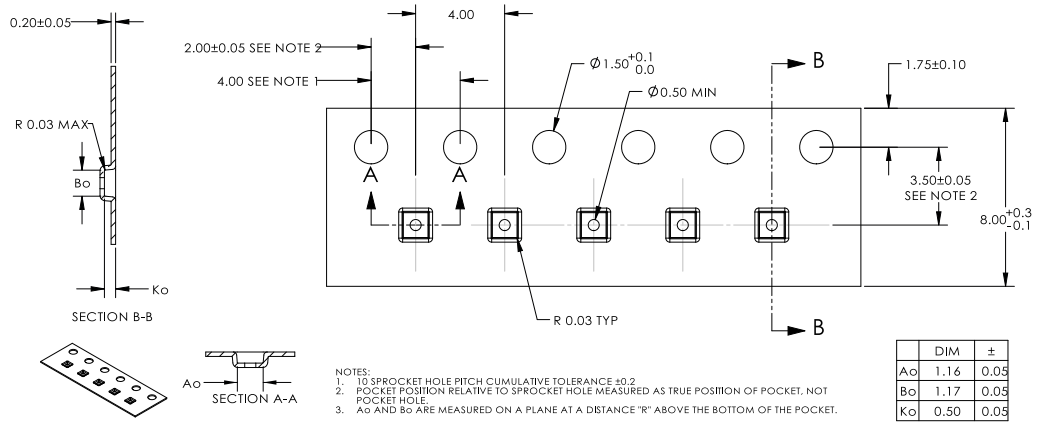 0.20±0.05
4.00
2.00±0.05 SEE NOTE 2
4.00 SEE NOTE 1
Ø1.50 +0.1
0.0
Ø0.50 MIN
B
1.75±0.10
R 0.03 MAX
Bo
A
A
3.50±0.05
SEE NOTE 2
8.00 +0.3
-0.1
Ko
SECTION B-B
R 0.03 TYP
B
Ao
SECTION A-A
NOTES:
1. 10 SPROCKET HOLE PITCH CUMULATIVE TOLERANCE ±0.2
2. POCKET POSITION RELATIVE TO SPROCKET HOLE MEASURED AS TRUE POSITION OF POCKET, NOT
POCKET HOLE.
3. Ao AND Bo ARE MEASURED ON A PLANE AT A DISTANCE "R" ABOVE THE BOTTOM OF THE POCKET.
DIM ±
Ao 1.16 0.05
Bo 1.17 0.05
Ko 0.50 0.05